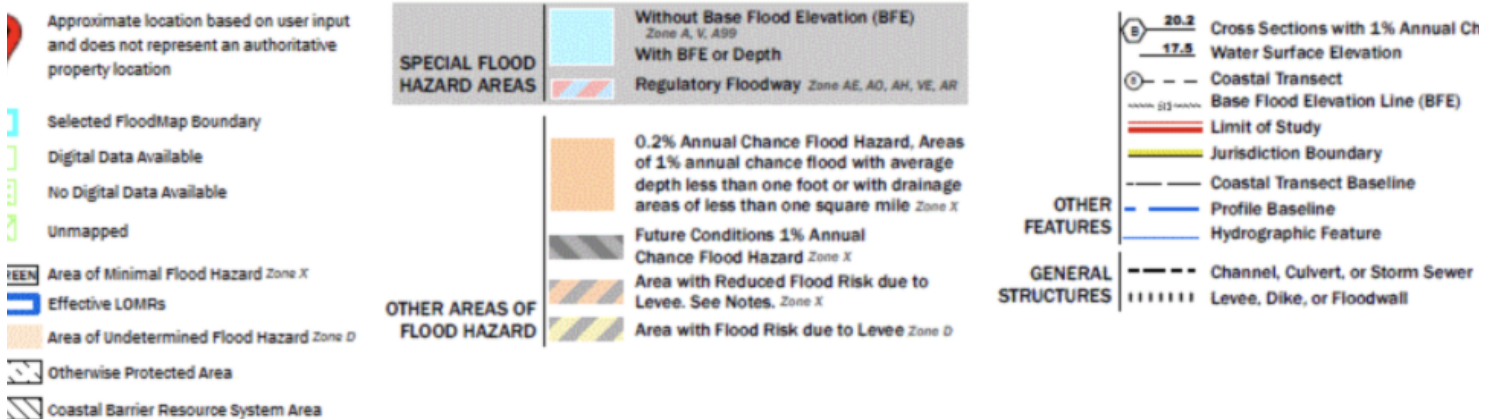 Approximate location based on user input
and does not represent an authoritative
property location
Selected FloodMap Boundary
Digital Data Available
No Digital Data Available
Unmapped
REEN Area of Minimal Flood Hazard Zone X
Effective LOMRs
Area of Undetermined Flood Hazard Zone D
Otherwise Protected Area
Coastal Barrier Resource System Area
SPECIAL FLOOD
HAZARD AREAS
Without Base Flood Elevation (BFE)
Zone A, V, A99
With BFE or Depth
Regulatory Floodway Zone AE, AO, AH, VE, AR
0.2% Annual Chance Flood Hazard, Areas
of 1% annual chance flood with average
depth less than one foot or with drainage
areas of less than one square mile Zone X
Future Conditions 1% Annual
Chance Flood Hazard Zone X
Area with Reduced Flood Risk due to
Levee. See Notes. Zone X
Area with Flood Risk due to Levee Zone D
OTHER AREAS OF
FLOOD HAZARD
B 20.2 Cross Sections with 1% Annual Ch
17.5 Water Surface Elevation
8 Coastal Transect
513 Base Flood Elevation Line (BFE)
Limit of Study
Jurisdiction Boundary
Coastal Transect Baseline
Profile Baseline
Hydrographic Feature
OTHER
FEATURES
GENERAL
STRUCTURES
Channel, Culvert, or Storm Sewer
Levee, Dike, or Floodwall